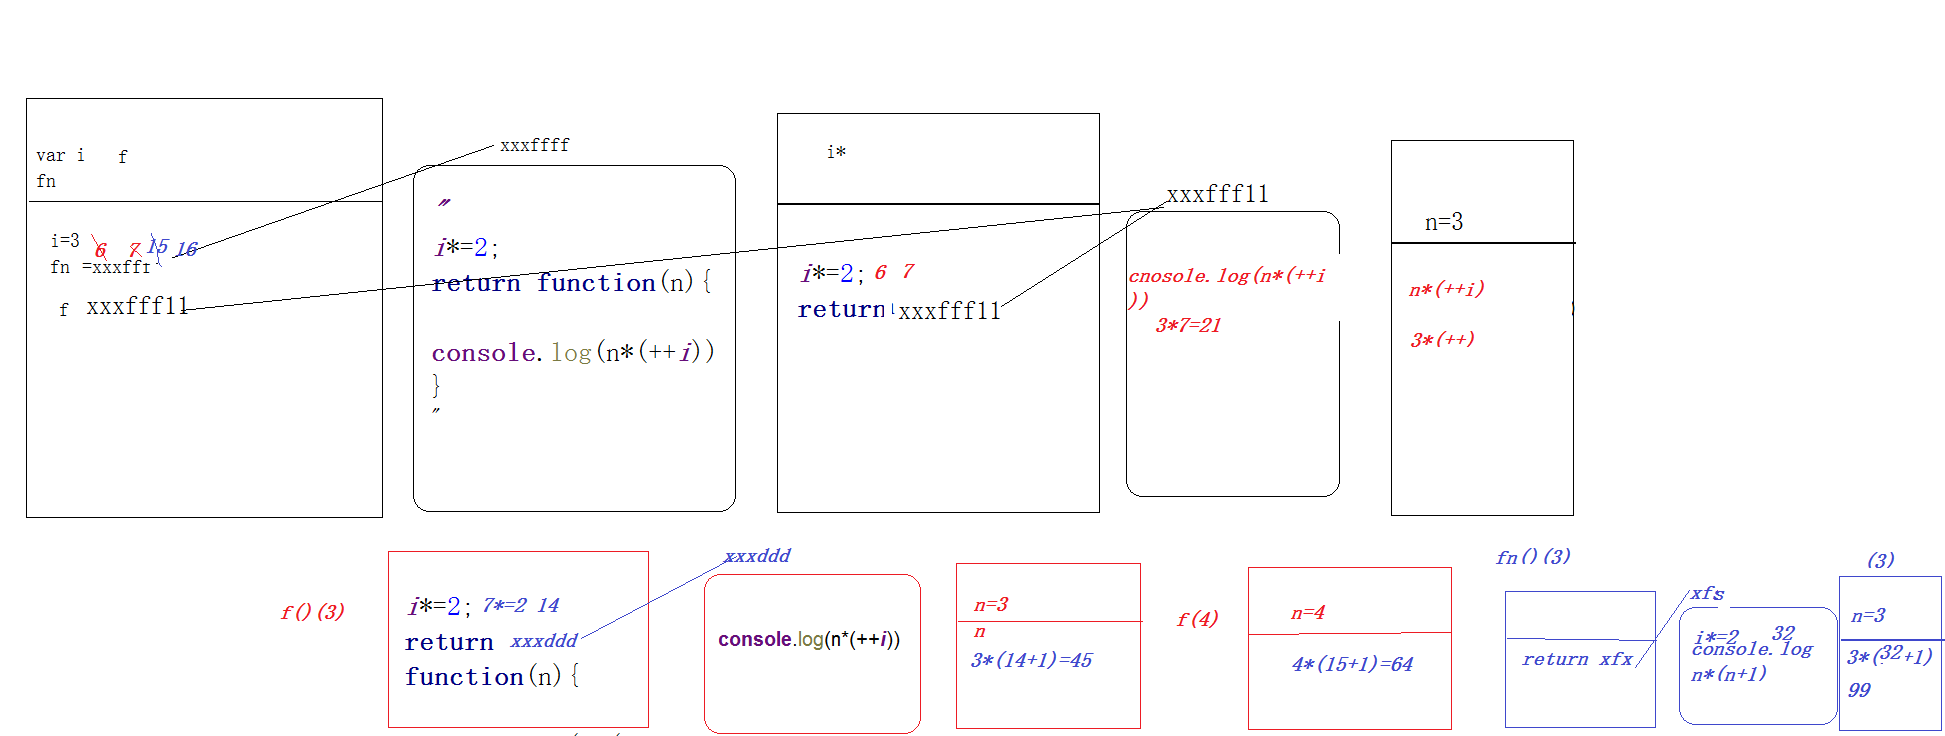 var i f
fn
i=3 6 7 15 16
fn =xxxfff
f xxxfff11
xxxffff
"
i*=2;
return function(n){
console.log(n*(++i))
}
"
i*
i*=2; 6 7
return xxxfff11
xxxfff11
cnosole.log(n*(++i
))
3*7=21
n=3
n*(++i)
3*(++)
f()(3)
i*=2; 7*=2 14
return xxxddd
function(n){
xxxddd
console.log(n*(++i))
n=3
n
3*(14+1)=45
f(4)
n=4
4*(15+1)=64
fn()(3)
return xfx
xfs
i*=2 32
console.log
n*(n+1)
(3)
n=3
3*(32+1)
99